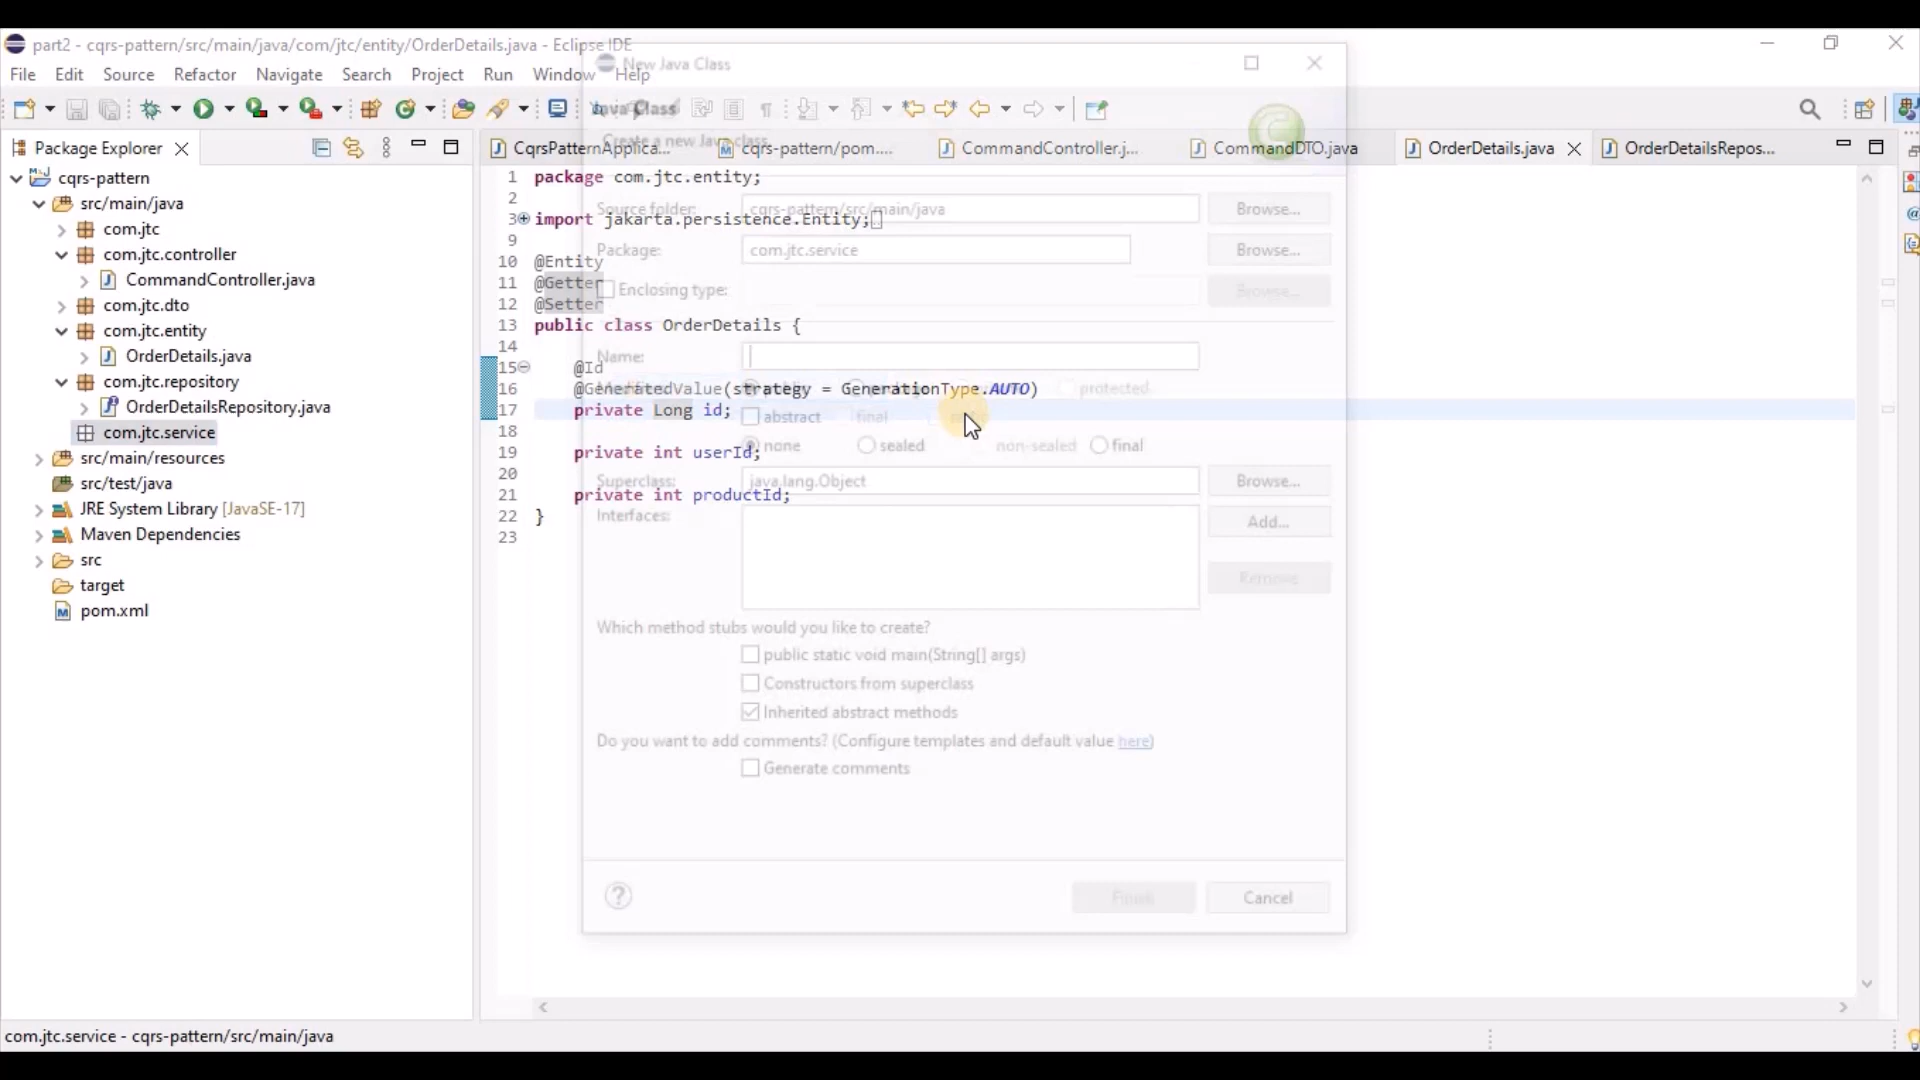 part2 - cqrs-pattern/src/main/java/com/jtc/entity/OrderDetails.java - Eclipse IDE
New Java Class
File Edit Source Refactor Navigate Search Project Run Window Help
Java Class
Create a new Java class.
Package Explorer
CqrsPatternApplica...
cqrs-pattern/pom....
CommandController.j...
CommandDTO.java
OrderDetails.java
OrderDetailsRepos...
cqrs-pattern
src/main/java
com.jtc
com.jtc.controller
CommandController.java
com.jtc.dto
com.jtc.entity
OrderDetails.java
com.jtc.repository
OrderDetailsRepository.java
com.jtc.service
src/main/resources
src/test/java
JRE System Library [JavaSE-17]
Maven Dependencies
src
target
pom.xml
1 package com.jtc.entity;
2
3 import jakarta.persistence.Entity;
9
10 @Entity
11 @Getter
12 @Setter
13 public class OrderDetails {
14
15 @Id
16 @GeneratedValue(strategy = GenerationType.AUTO)
17 private Long id;
18
19 private int userId;
20
21 private int productId;
22 }
23
Source folder: cqrs-pattern/src/main/java Browse...
Package: com.jtc.service Browse...
Enclosing type: Browse...
Name:
protected
abstract final
none sealed non-sealed final
Superclass: java.lang.Object Browse...
Interfaces: Add...
Remove
Which method stubs would you like to create?
public static void main(String[] args)
Constructors from superclass
Inherited abstract methods
Do you want to add comments? (Configure templates and default value here)
Generate comments
Finish Cancel
com.jtc.service - cqrs-pattern/src/main/java